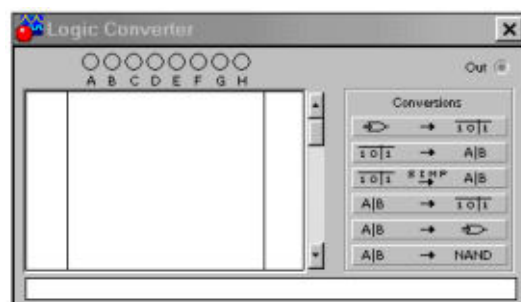 Logic Converter
Out
A B C D E F G H
Conversions
→ 1 0 1
1 0 1 → A|B
1 0 1 SIMP → A|B
A|B → 1 0 1
A|B →
A|B → NAND